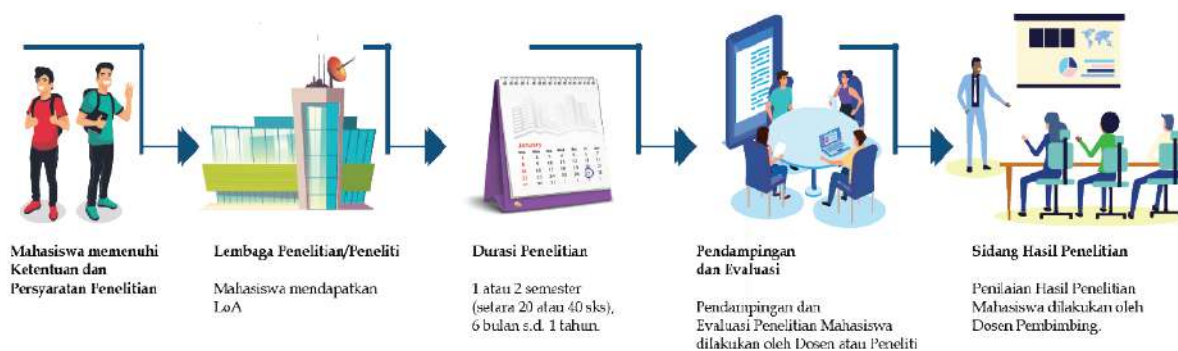 Mahasiswa memenuhi
Ketentuan dan
Persyaratan Penelitian
Lembaga Penelitian/Peneliti
Mahasiswa mendapatkan
LoA
January
Durasi Penelitian
1 atau 2 semester
(setara 20 atau 40 sks),
6 bulan s.d. 1 tahun.
Pendampingan
dan Evaluasi
Pendampingan dan
Evaluasi Penelitian Mahasiswa
dilakukan oleh Dosen atau Peneliti
Sidang Hasil Penelitian
Penilaian Hasil Penelitian
Mahasiswa dilakukan oleh
Dosen Pembimbing.